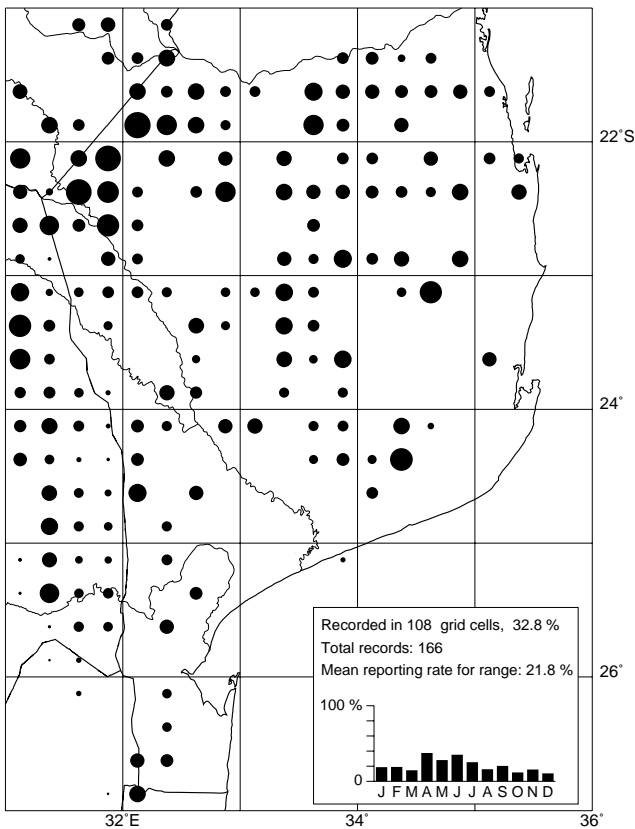 22°S
24°
Recorded in 108 grid cells, 32.8 %
Total records: 166
Mean reporting rate for range: 21.8 %
26°
100 %
0
J F M A M J J A S O N D
32°E 34° 36°